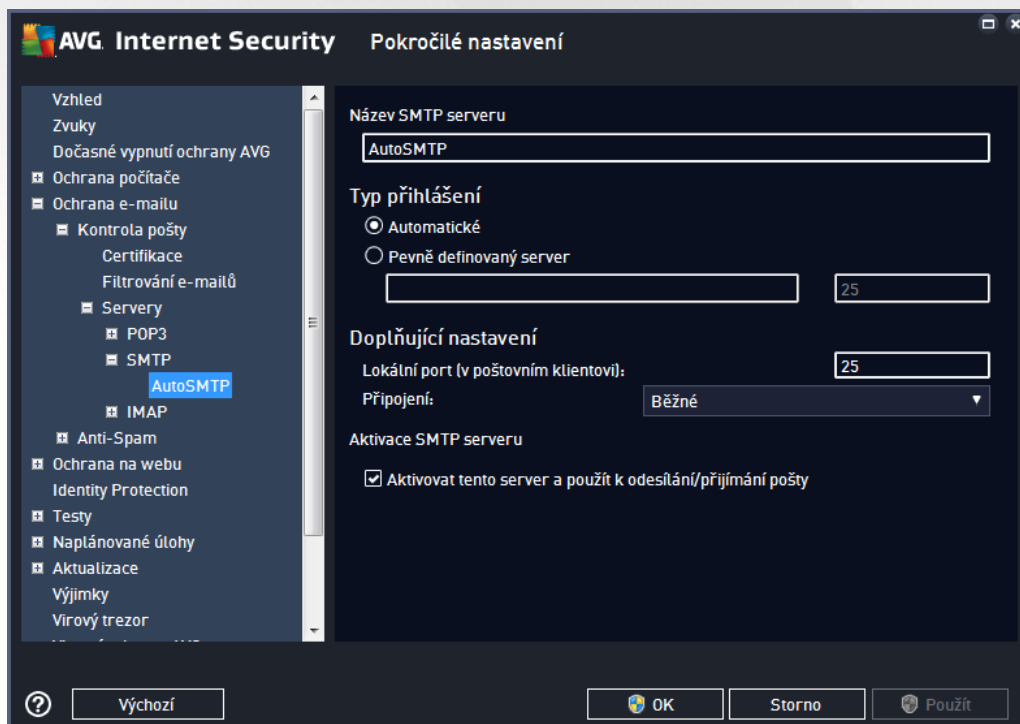 AVG. Internet Security Pokročilé nastavení
Vzhled
Zvuky
Dočasné vypnutí ochrany AVG
Ochrana počítače
Ochrana e-mailu
Kontrola pošty
Certifikace
Filtrování e-mailů
Servery
POP3
SMTP
AutoSMTP
IMAP
Anti-Spam
Ochrana na webu
Identity Protection
Testy
Naplánované úlohy
Aktualizace
Výjimky
Virový trezor
Název SMTP serveru
AutoSMTP
Typ přihlášení
Automatické
Pevně definovaný server
25
Doplňující nastavení
Lokální port (v poštovním klientovi): 25
Připojení: Běžné
Aktivace SMTP serveru
Aktivovat tento server a použít k odesílání/přijímání pošty
Výchozí OK Storno Použít